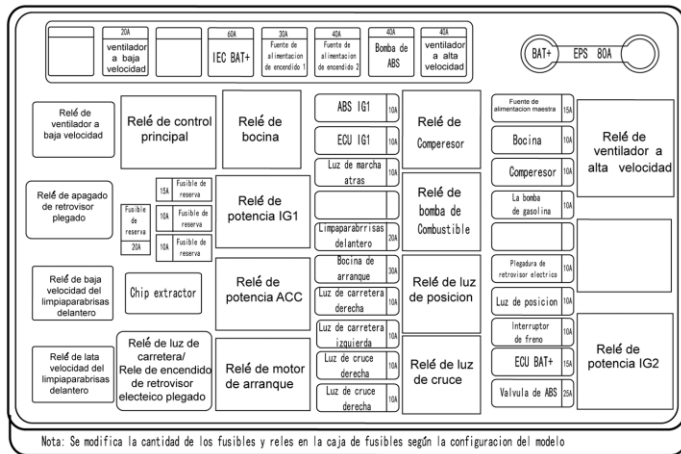 20A
ventilador
a baja
velocidad
60A
IEC BAT+
30A
Fuente de
alimentacion
de encendido 1
40A
Fuente de
alimentacion
de encendido 2
40A
Bomba de
ABS
40A
ventilador
a alta
velocidad
BAT+
EPS 80A
Relé de
ventilador a
baja velocidad
Relé de control
principal
Relé de
bocina
ABS IG1
10A
ECU IG1
10A
Luz de marcha
atras
10A
Relé de
Comperesor
Fuente de
alimentacion maestra
15A
Bocina
10A
Comperesor
10A
La bomba
de gasolina
10A
Relé de
ventilador a
alta velocidad
Relé de apagado
de retrovisor
plegado
Fusible
de
reserva
20A
15A
Fusible de
reserva
10A
Fusible de
reserva
10A
Fusible de
reserva
Relé de
potencia IG1
Limpaparabrrisas
delantero
20A
Relé de
bomba de
Combustible
Relé de baja
velocidad del
limpiaparabrisas
delantero
Chip extractor
Relé de
potencia ACC
Bocina de
arranque
30A
Luz de carretera
derecha
10A
Luz de carretera
izquierda
10A
Relé de luz
de posicion
Plegadura de
retrovisor electrico
10A
Luz de posicion
10A
Interruptor
de freno
10A
Relé de lata
velocidad del
limpiaparabrisas
delantero
Relé de luz de
carretera/
Rele de encendido
de retrovisor
electeico plegado
Relé de motor
de arranque
Luz de cruce
derecha
10A
Luz de cruce
derecha
10A
Relé de luz
de cruce
ECU BAT+
15A
Valvula de ABS
25A
Relé de
potencia IG2
Nota: Se modifica la cantidad de los fusibles y reles en la caja de fusibles según la configuracion del modelo